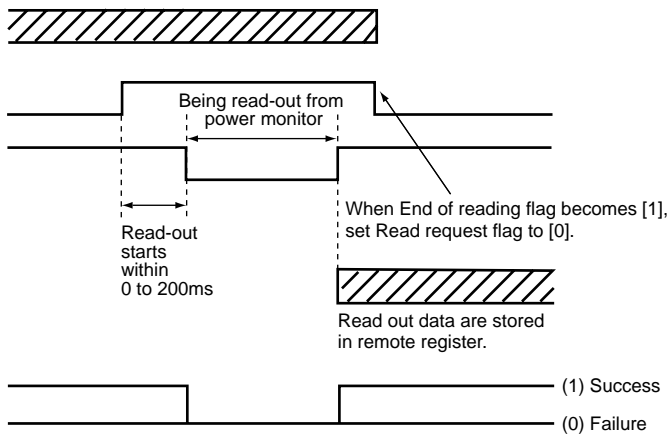 Being read-out from
power monitor
When End of reading flag becomes [1],
set Read request flag to [0].
Read-out
starts
within
0 to 200ms
Read out data are stored
in remote register.
(1) Success
(0) Failure